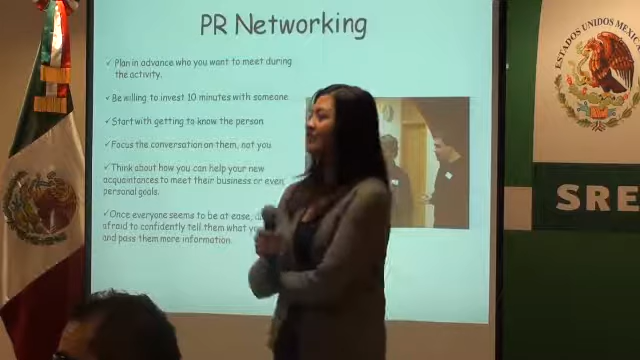 PR Networking
✓ Plan in advance who you want to meet during
the activity.
✓ Be willing to invest 10 minutes with someone
✓ Start with getting to know the person
✓ Focus the conversation on them, not you.
✓ Think about how you can help your new
acquaintances to meet their business or even
personal goals.
✓ Once everyone seems to be at ease,
afraid to confidently tell them what
and pass them more information.
ESTADOS UNIDOS MEXICA
SRE